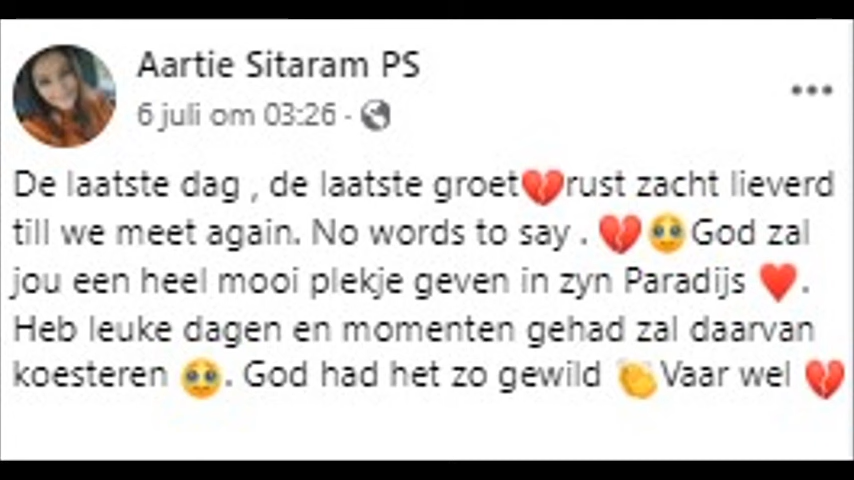 Aartie Sitaram PS
6 juli om 03:26 ·
De laatste dag , de laatste groet💔rust zacht lieverd
till we meet again. No words to say . 💔🥹God zal
jou een heel mooi plekje geven in zyn Paradijs ♥️.
Heb leuke dagen en momenten gehad zal daarvan
koesteren 🥹. God had het zo gewild 👏Vaar wel 💔